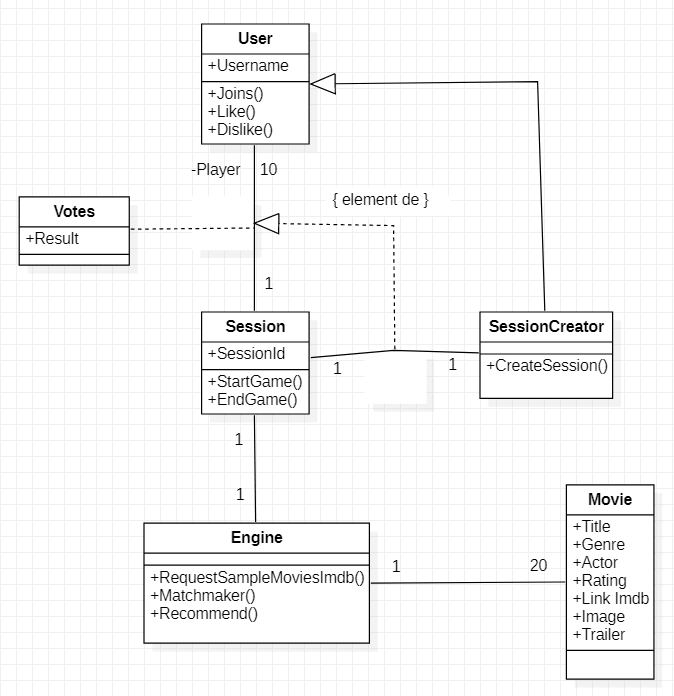 User
+Username
+Joins()
+Like()
+Dislike()
-Player 10
{ element de }
Votes
+Result
1
Session
+SessionId
+StartGame()
+EndGame()
1 1
SessionCreator
+CreateSession()
1
1
Engine
+RequestSampleMoviesImdb()
+Matchmaker()
+Recommend()
1 20
Movie
+Title
+Genre
+Actor
+Rating
+Link Imdb
+Image
+Trailer